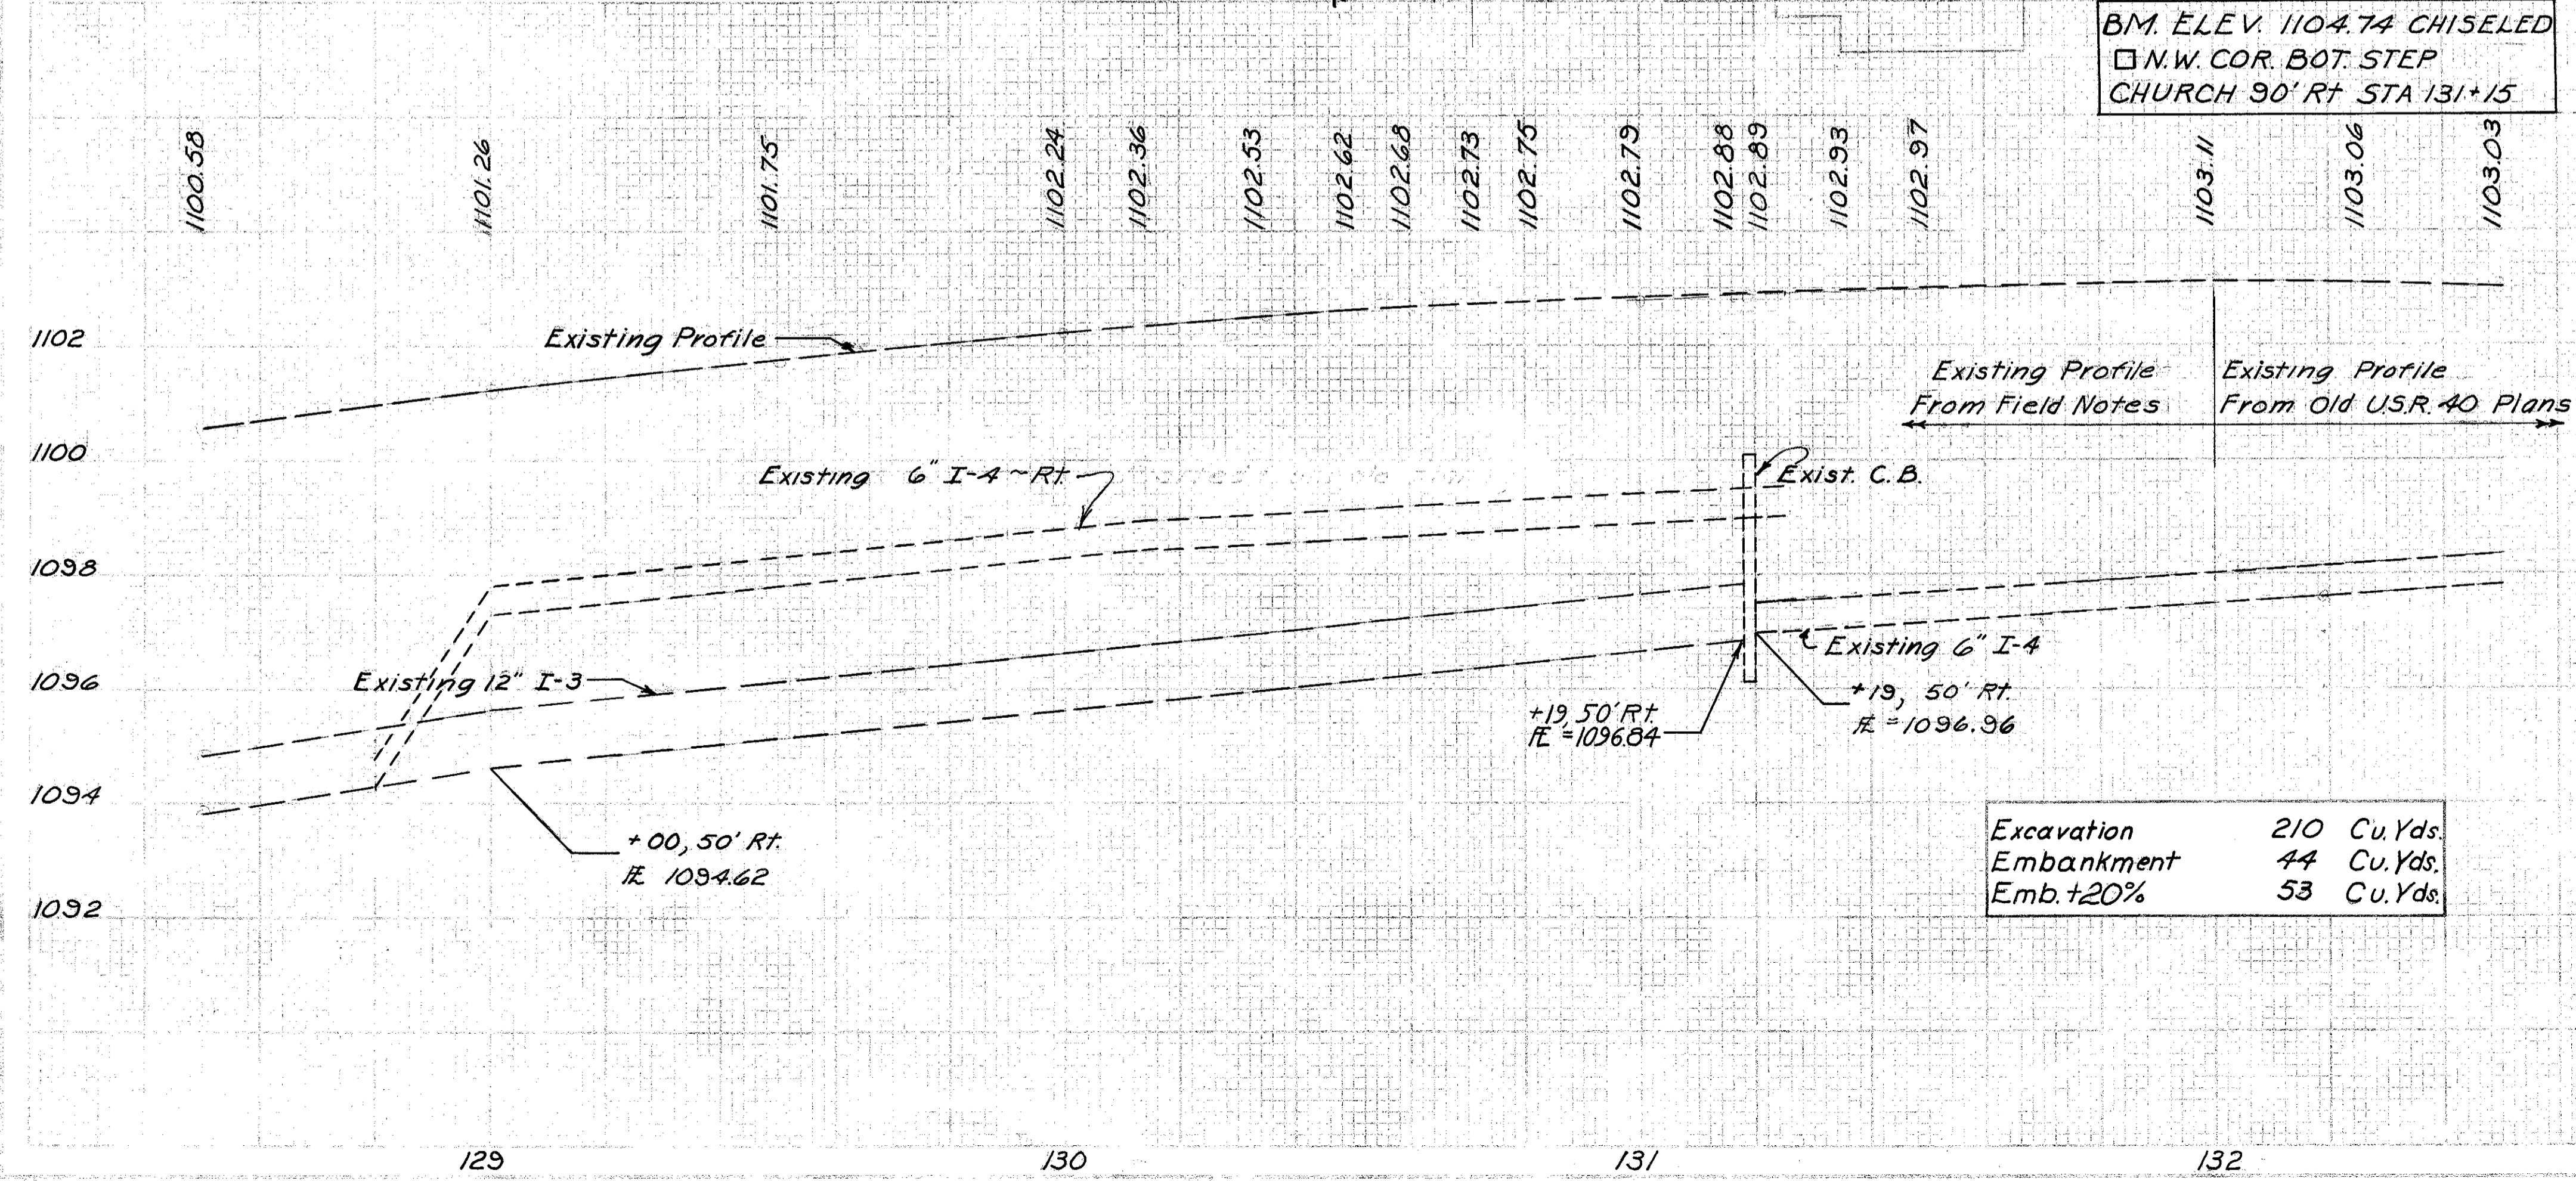 BM. ELEV. 1104.74 CHISELED
□ N.W. COR. BOT. STEP
CHURCH 90' Rt STA 131+15
1100.58
1101.26
1101.75
1102.24
1102.36
1102.53
1102.62
1102.68
1102.73
1102.75
1102.79
1102.88
1102.89
1102.93
1102.97
1103.11
1103.06
1103.03
1102
Existing Profile
Existing Profile
From Field Notes
Existing Profile
From Old U.S.R. 40 Plans
1100
Existing 6" I-4 ~ Rt.
Exist. C.B.
1098
Existing 6" I-4
1096
Existing 12" I-3
+19, 50' Rt.
FE = 1096.84
+19, 50' Rt.
FE = 1096.96
1094
+00, 50' Rt.
FE 1094.62
Excavation 210 Cu. Yds.
Embankment 44 Cu. Yds.
Emb. +20% 53 Cu. Yds.
1092
129
130
131
132